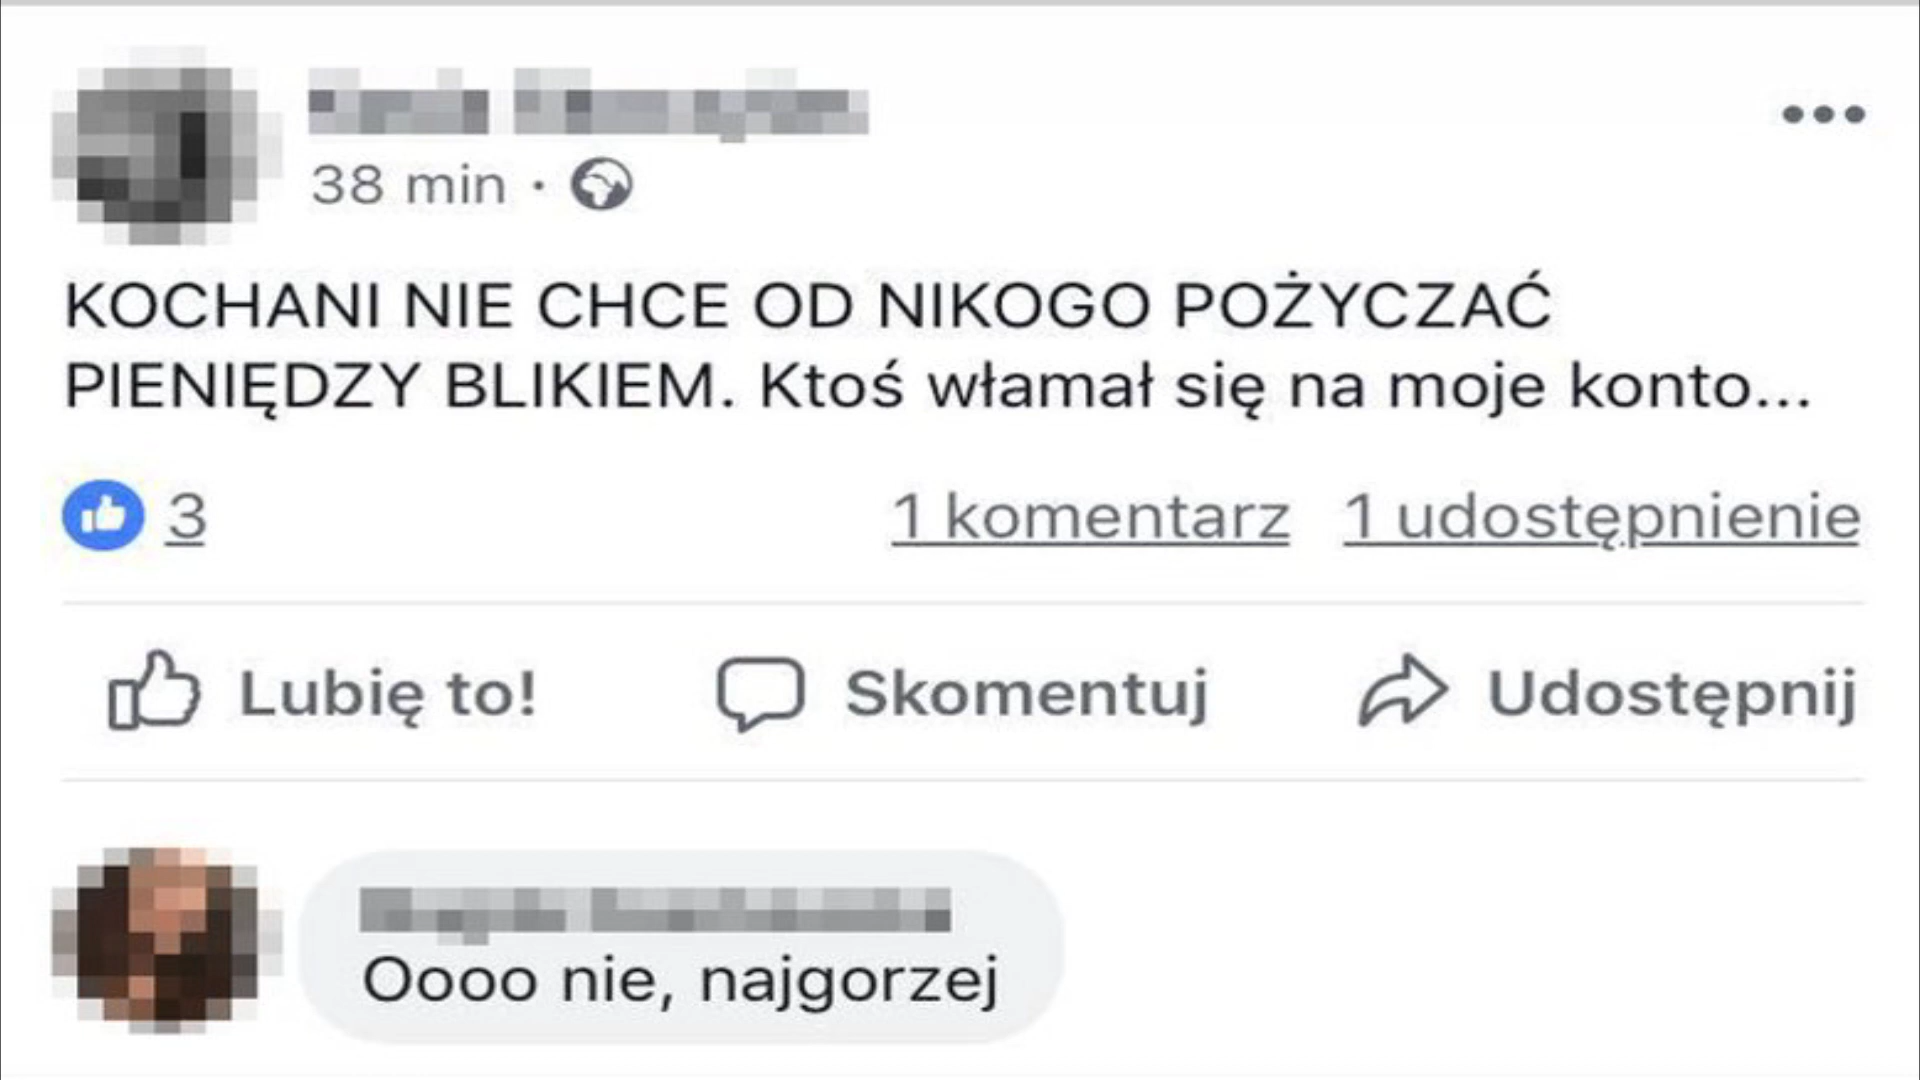 38 min ·
KOCHANI NIE CHCE OD NIKOGO POŻYCZAĆ
PIENIĘDZY BLIKIEM. Ktoś włamał się na moje konto...
3 1 komentarz 1 udostępnienie
Lubię to! Skomentuj Udostępnij
Oooo nie, najgorzej